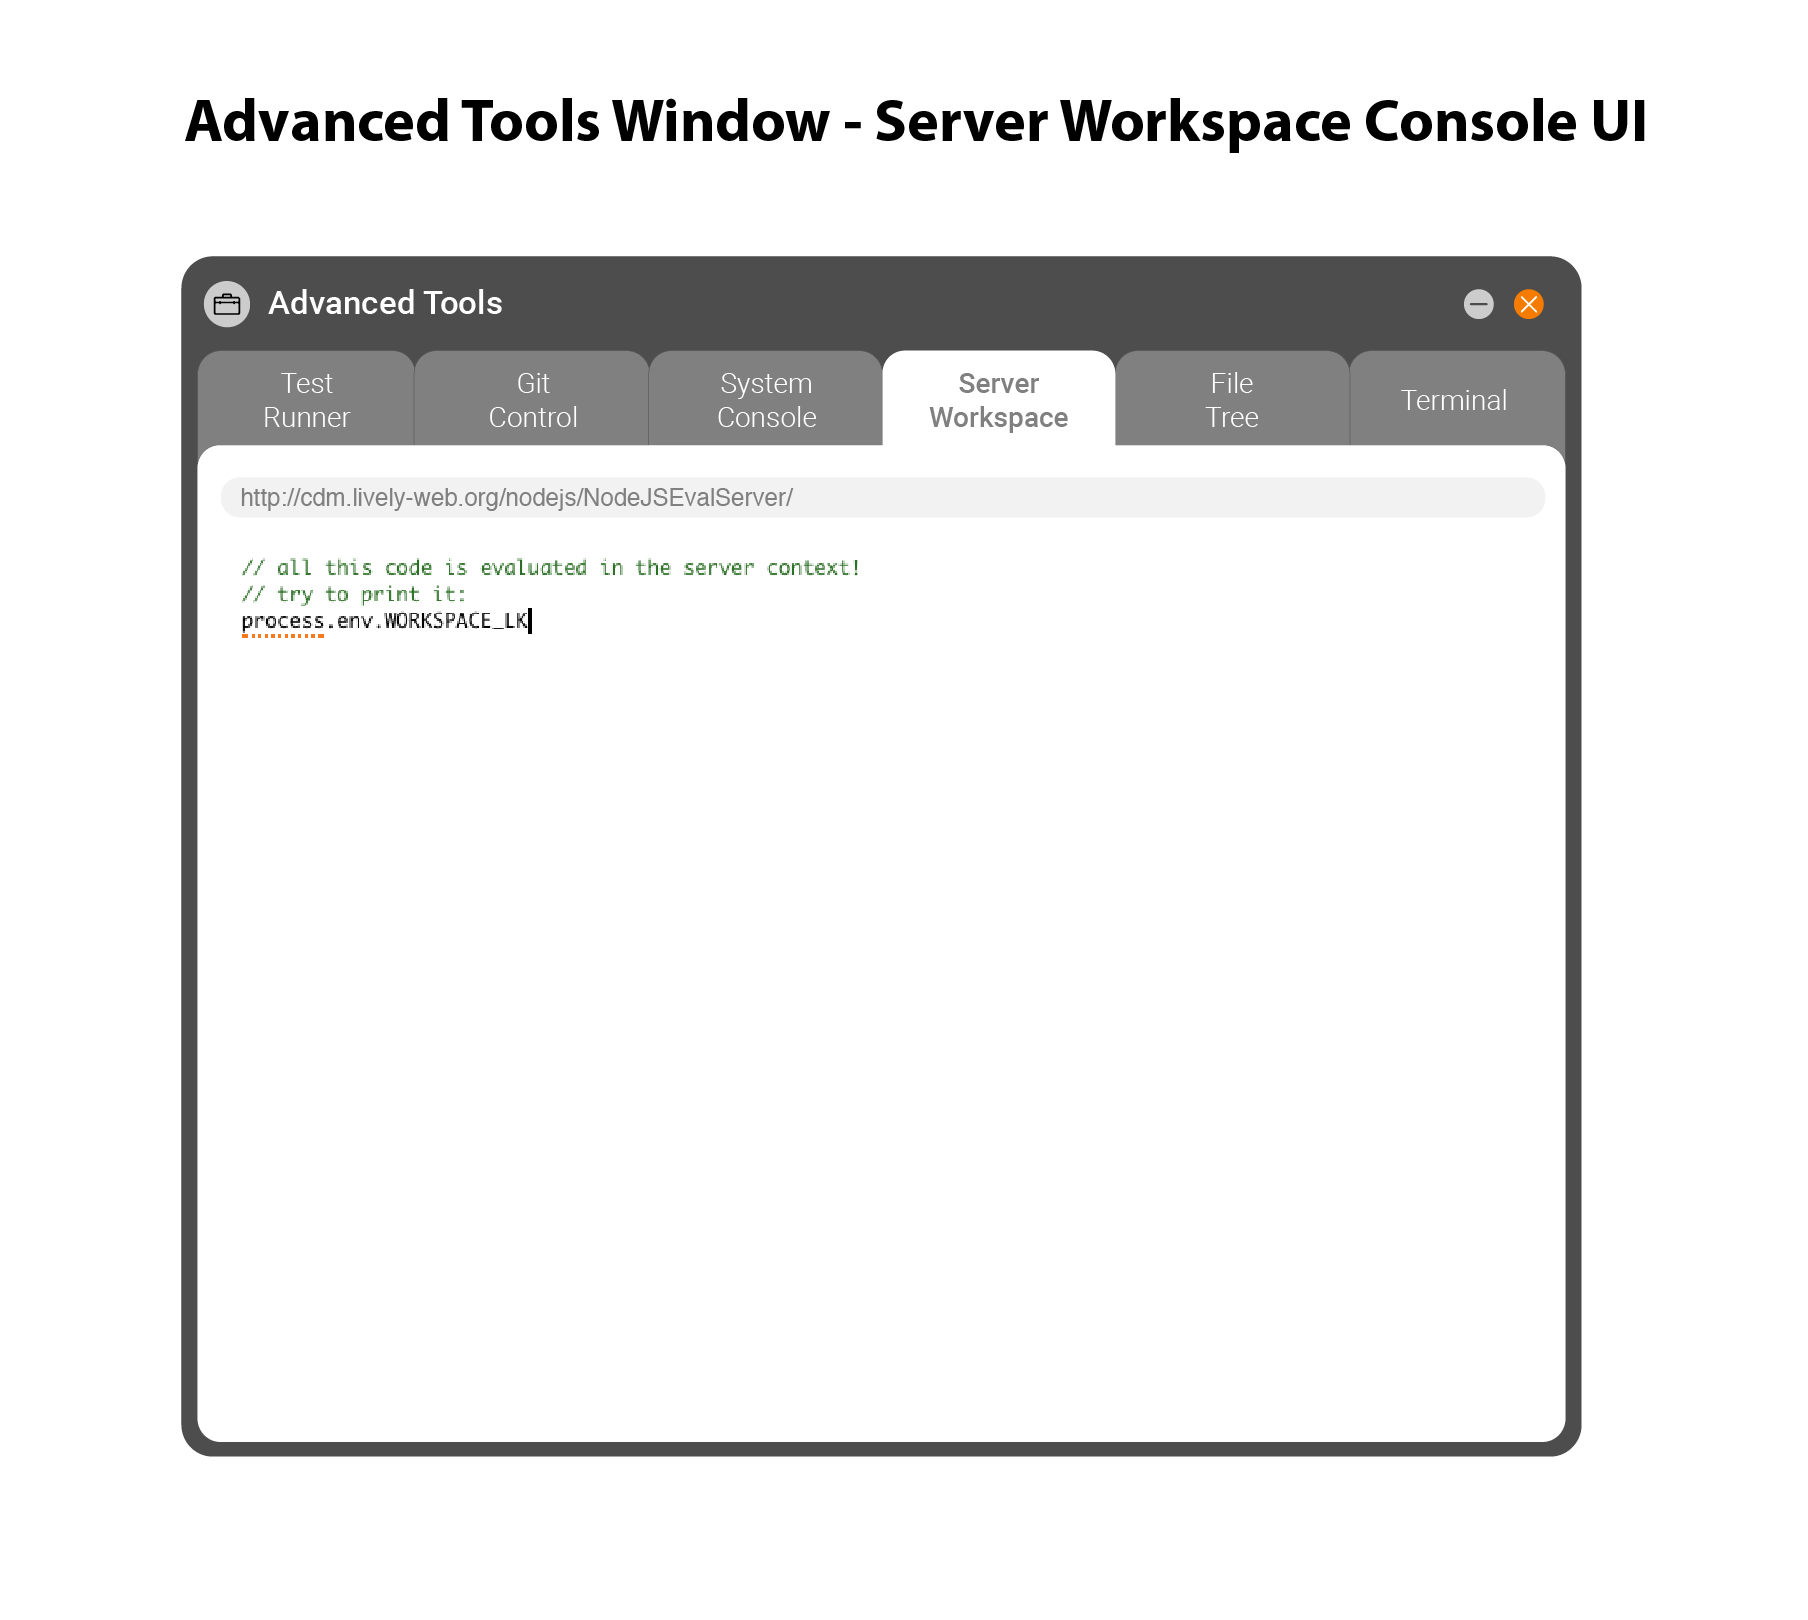 Advanced Tools Window - Server Workspace Console UI
Advanced Tools
Test
Runner
Git
Control
System
Console
Server
Workspace
File
Tree
Terminal
http://cdm.lively-web.org/nodejs/NodeJSEvalServer/
// all this code is evaluated in the server context!
// try to print it:
process.env.WORKSPACE_LK